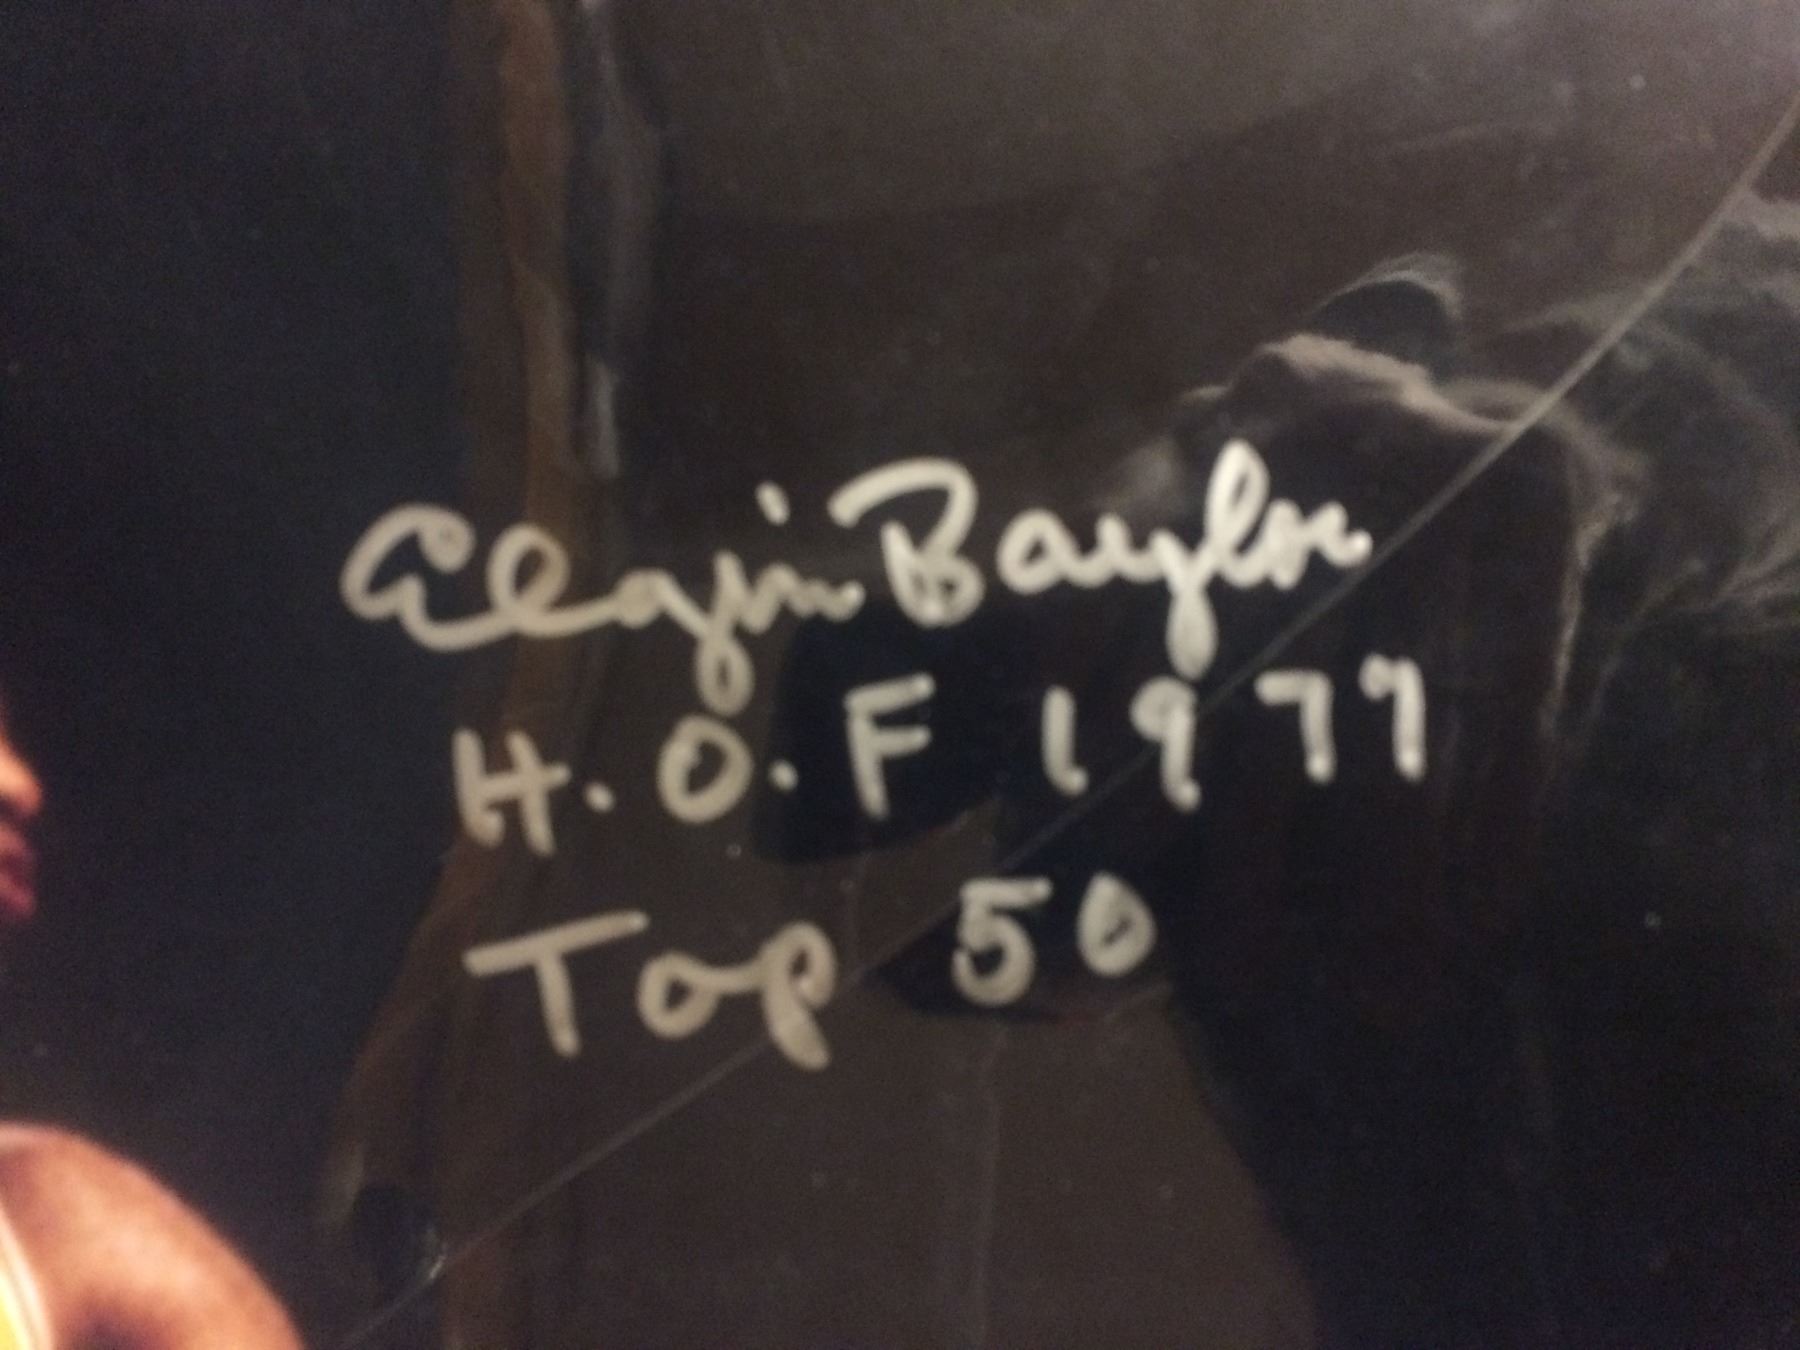 Elgin Baylor
H.O.F 1977
Top 50